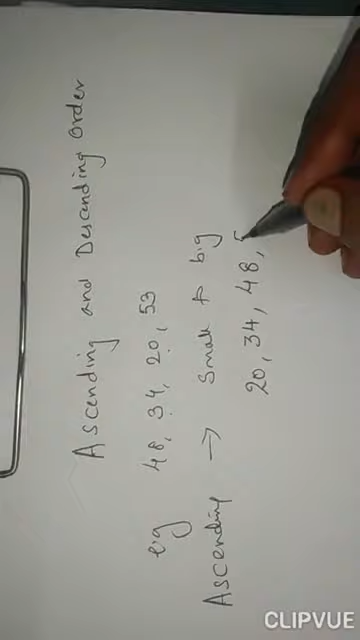 Ascending and Descending Order
eg 48, 34, 20, 53
Ascending → Small to big
20, 34, 48,
CLIPVUE